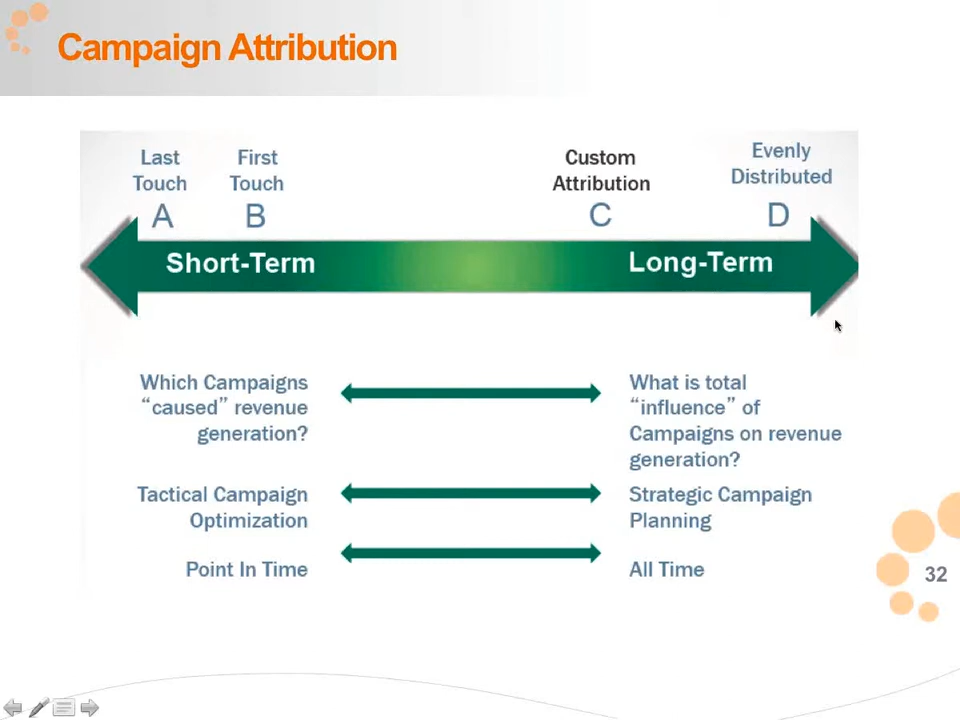 Campaign Attribution
Last
Touch
A
First
Touch
B
Custom
Attribution
C
Evenly
Distributed
D
Short-Term
Long-Term
Which Campaigns
“caused” revenue
generation?
What is total
“influence” of
Campaigns on revenue
generation?
Tactical Campaign
Optimization
Strategic Campaign
Planning
Point In Time
All Time
32